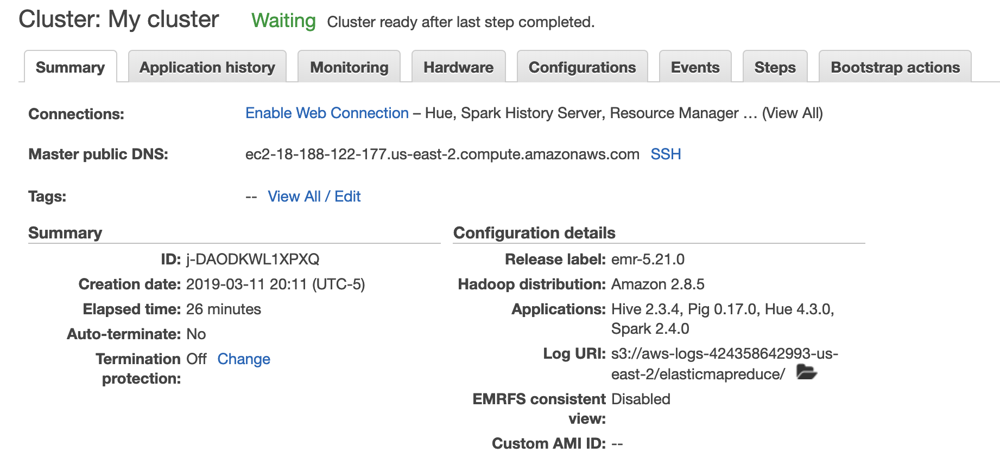 Cluster: My cluster Waiting Cluster ready after last step completed.
Summary Application history Monitoring Hardware Configurations Events Steps Bootstrap actions
Connections: Enable Web Connection – Hue, Spark History Server, Resource Manager … (View All)
Master public DNS: ec2-18-188-122-177.us-east-2.compute.amazonaws.com SSH
Tags: -- View All / Edit
Summary
ID: j-DAODKWL1XPXQ
Creation date: 2019-03-11 20:11 (UTC-5)
Elapsed time: 26 minutes
Auto-terminate: No
Termination Off Change
protection:
Configuration details
Release label: emr-5.21.0
Hadoop distribution: Amazon 2.8.5
Applications: Hive 2.3.4, Pig 0.17.0, Hue 4.3.0,
Spark 2.4.0
Log URI: s3://aws-logs-424358642993-us-
east-2/elasticmapreduce/
EMRFS consistent Disabled
view:
Custom AMI ID: --